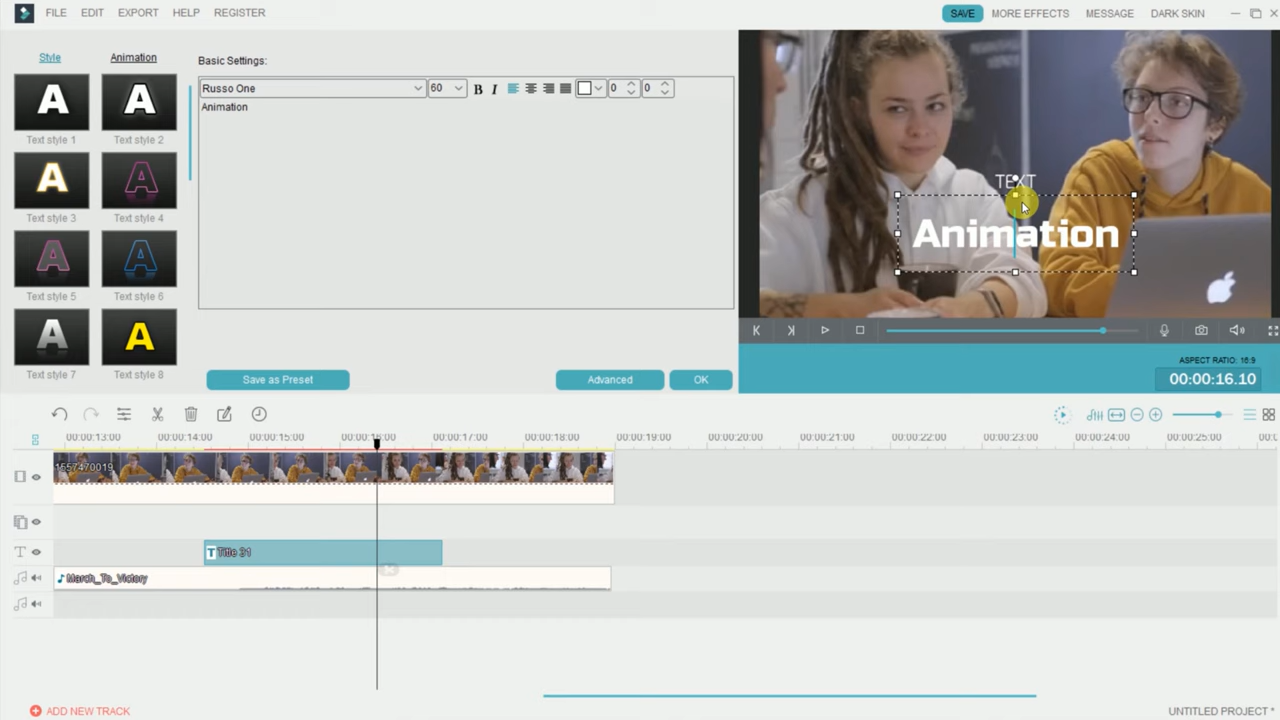 FILE EDIT EXPORT HELP REGISTER
SAVE MORE EFFECTS MESSAGE DARK SKIN
Style Animation
A A
Text style 1 Text style 2
A A
Text style 3 Text style 4
A A
Text style 5 Text style 6
A A
Text style 7 Text style 8
Basic Settings:
Russo One 60 B I 0 0
Animation
Save as Preset Advanced OK
TEXT
Animation
ASPECT RATIO: 16:9
00:00:16.10
00:00:13:00 00:00:14:00 00:00:15:00 00:00:16:00 00:00:17:00 00:00:18:00 00:00:19:00 00:00:20:00 00:00:21:00 00:00:22:00 00:00:23:00 00:00:24:00 00:00:25:00
1557470019
T T Title 31
March_To_Victory
ADD NEW TRACK
UNTITLED PROJECT *